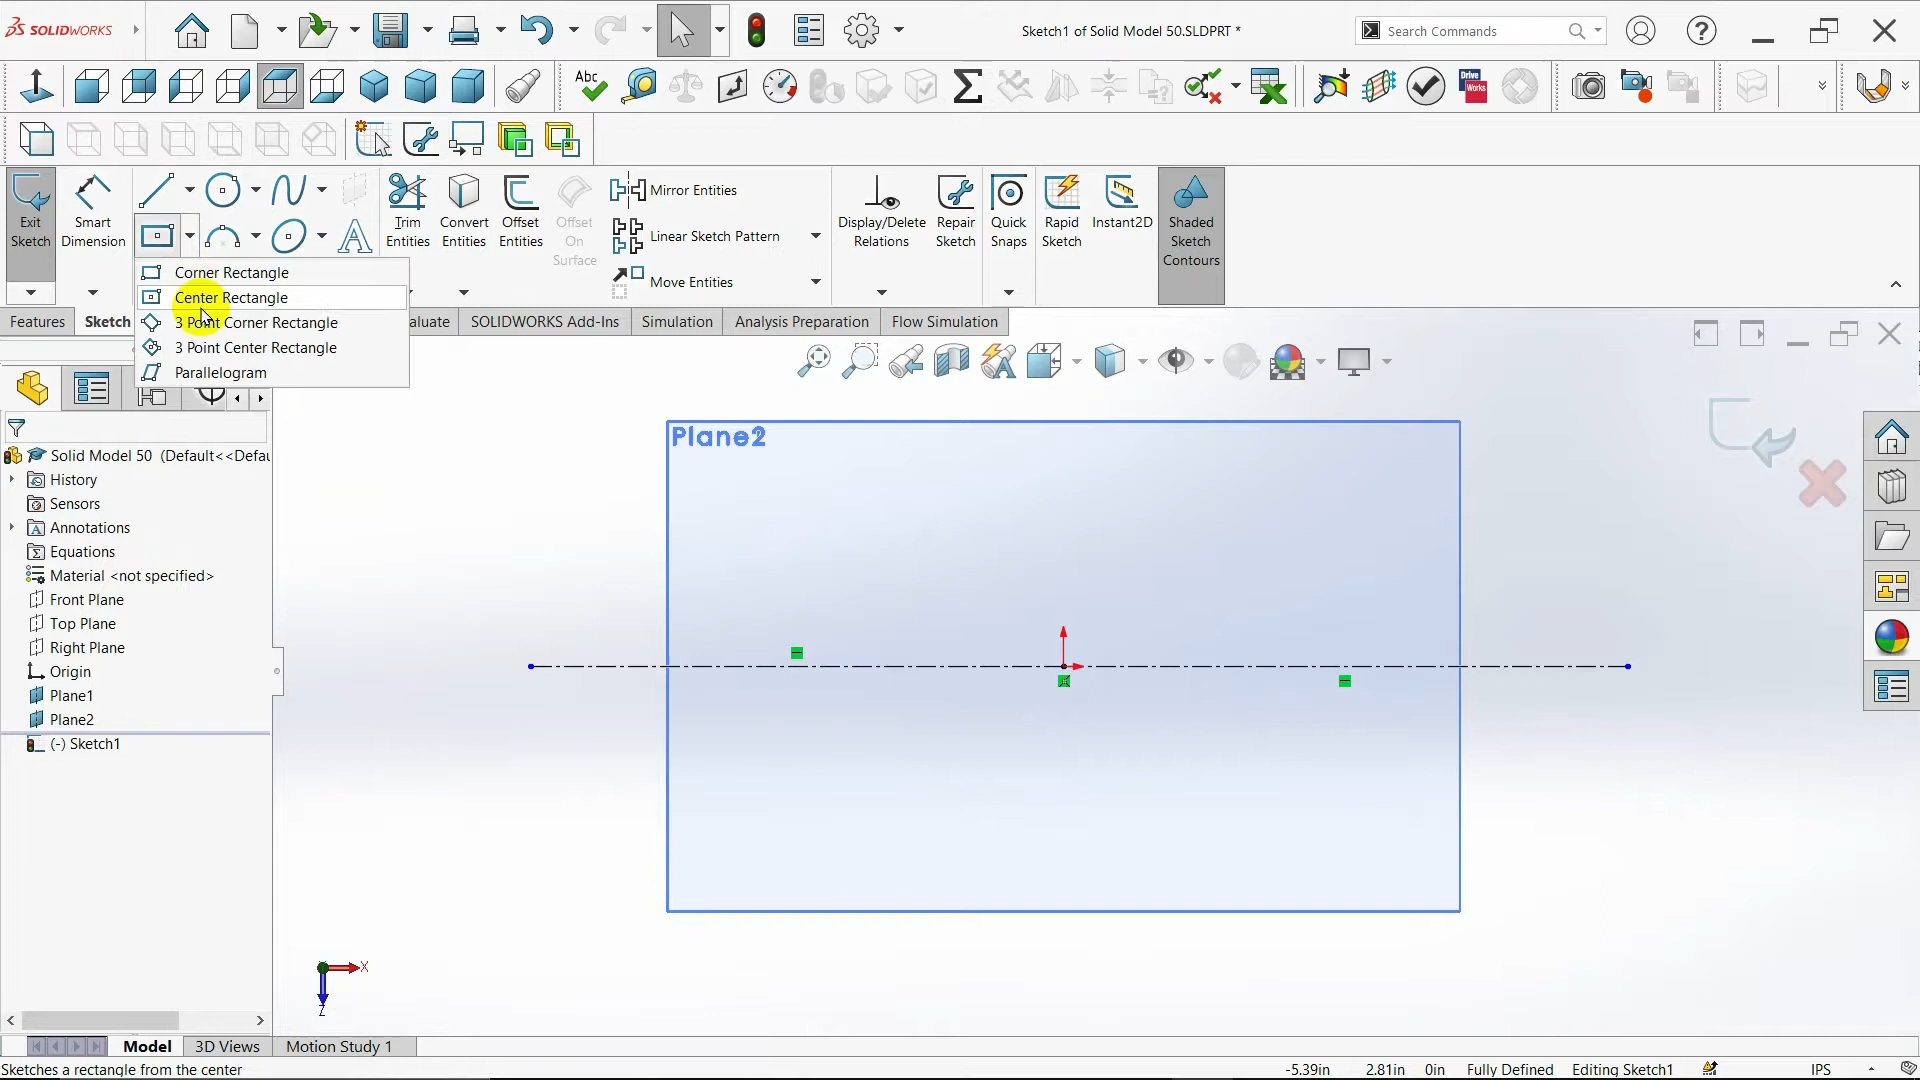 SOLIDWORKS
Sketch1 of Solid Model 50.SLDPRT *
Search Commands
Abc
Drive
Works
Exit
Sketch
Smart
Dimension
Trim
Entities
Convert
Entities
Offset
Entities
Offset
On
Surface
Mirror Entities
Linear Sketch Pattern
Move Entities
Display/Delete
Relations
Repair
Sketch
Quick
Snaps
Rapid
Sketch
Instant2D
Shaded
Sketch
Contours
Corner Rectangle
Center Rectangle
3 Point Corner Rectangle
3 Point Center Rectangle
Parallelogram
Features
Sketch
SOLIDWORKS Add-Ins
Simulation
Analysis Preparation
Flow Simulation
Solid Model 50 (Default<<Defau
History
Sensors
Annotations
Equations
Material <not specified>
Front Plane
Top Plane
Right Plane
Origin
Plane1
Plane2
(-) Sketch1
Plane2
X
Z
Model
3D Views
Motion Study 1
Sketches a rectangle from the center
-5.39in
2.81in
0in
Fully Defined
Editing Sketch1
IPS